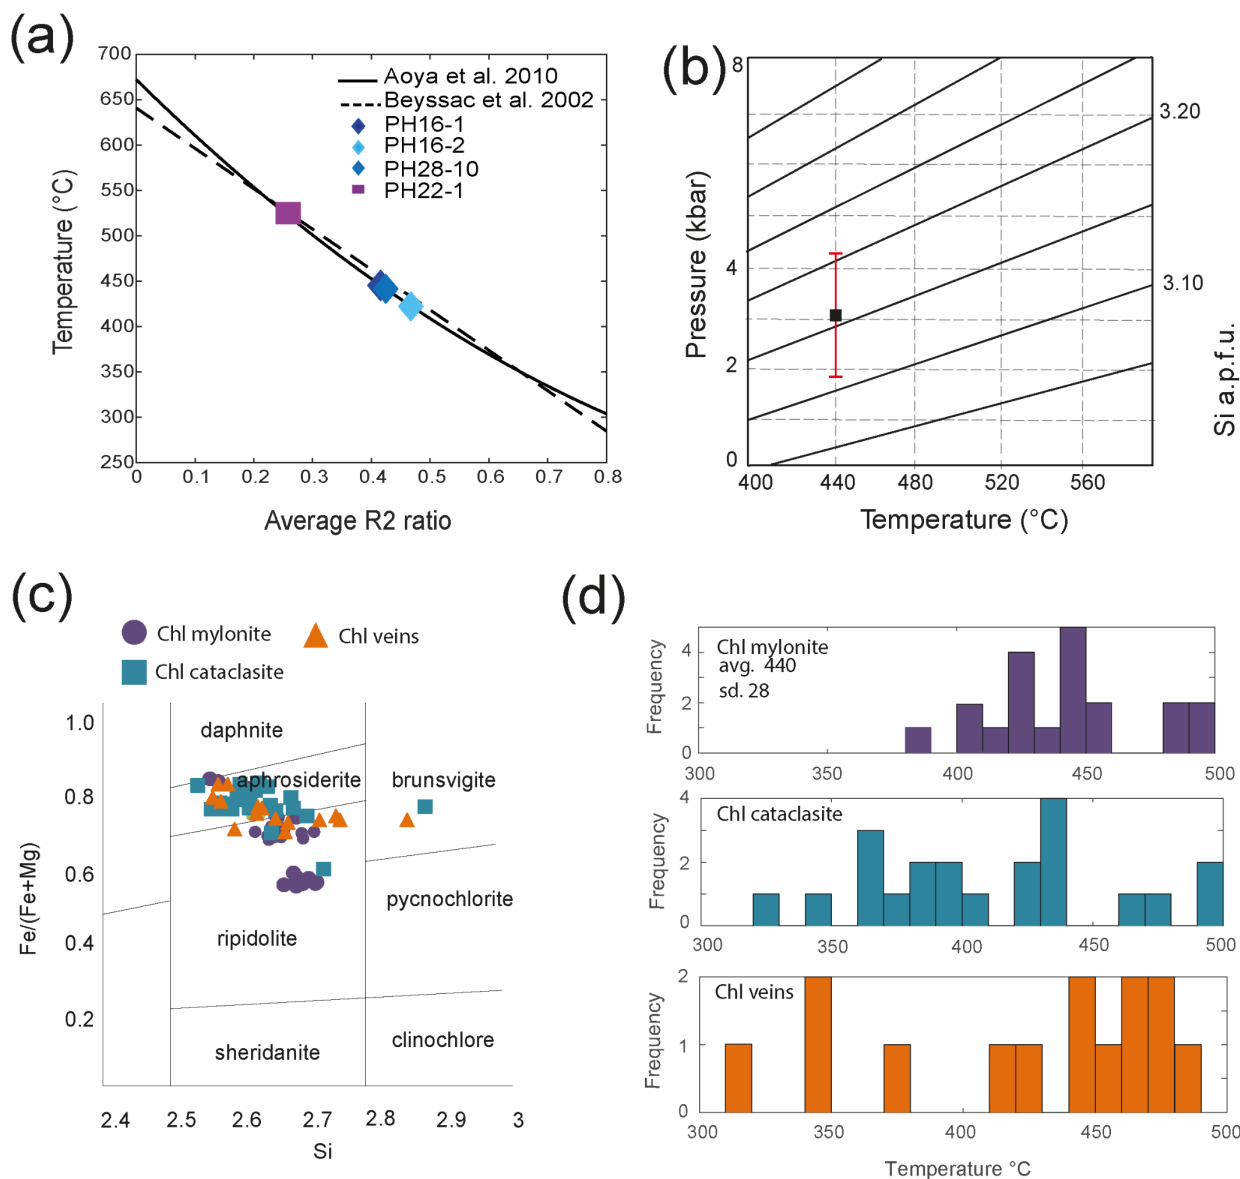 (a)
700
650
600
550
500
450
400
350
300
250
0
0.1
0.2
0.3
0.4
0.5
0.6
0.7
0.8
Temperature (°C)
Average R2 ratio
Aoya et al. 2010
Beyssac et al. 2002
PH16-1
PH16-2
PH28-10
PH22-1
(b)
8
4
2
0
400
440
480
520
560
Pressure (kbar)
Temperature (°C)
3.20
3.10
Si a.p.f.u.
(c)
Chl mylonite
Chl veins
Chl cataclasite
1.0
0.8
0.6
0.4
0.2
Fe/(Fe+Mg)
daphnite
aphrosiderite
brunsvigite
pycnochlorite
ripidolite
sheridanite
clinochlore
2.4
2.5
2.6
2.7
2.8
2.9
3
Si
(d)
Chl mylonite
avg. 440
sd. 28
Frequency
4
2
0
300
350
400
450
500
Chl cataclasite
Frequency
4
2
0
300
350
400
450
500
Chl veins
Frequency
2
1
0
300
350
400
450
500
Temperature °C